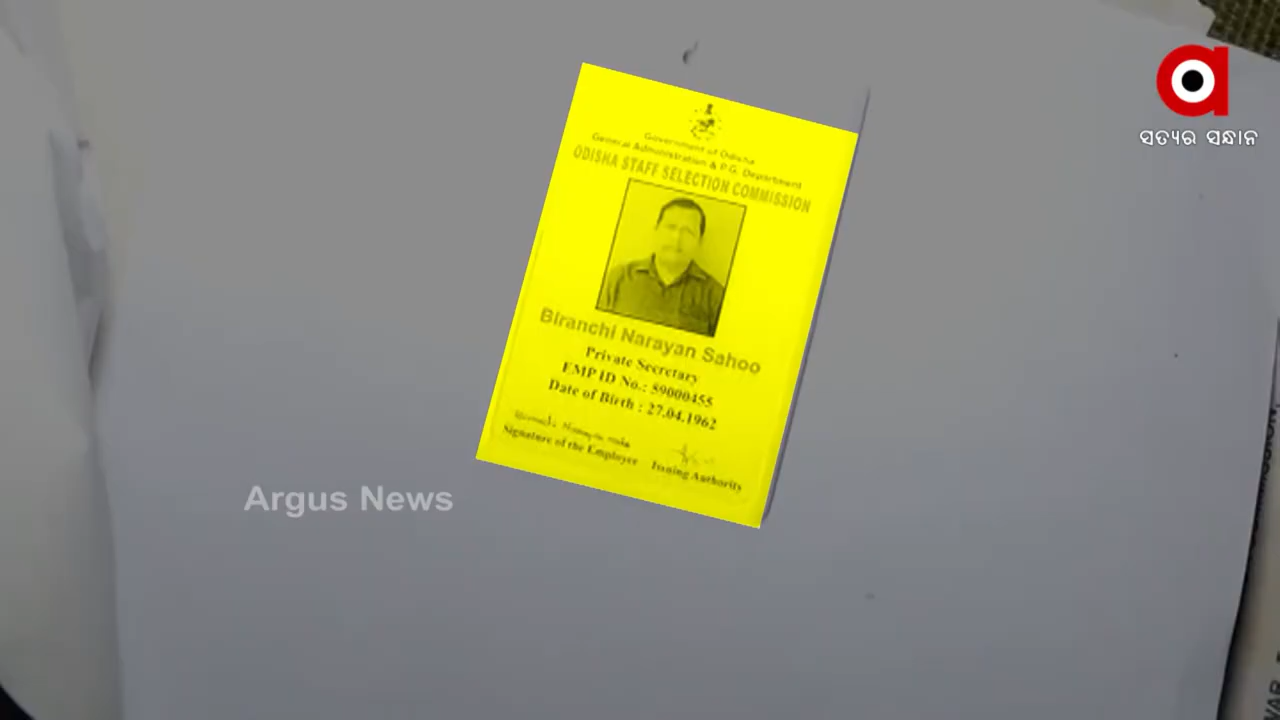 ସତ୍ୟର ସନ୍ଧାନ
Government of Odisha
General Administration & P.G. Department
ODISHA STAFF SELECTION COMMISSION
Biranchi Narayan Sahoo
Private Secretary
EMP ID No.: 59000455
Date of Birth : 27.04.1962
Signature of the Employee Issuing Authority
Argus News